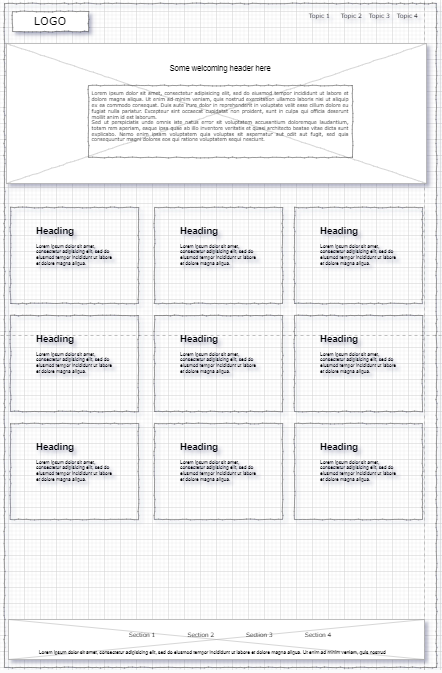 LOGO
Topic 1 Topic 2 Topic 3 Topic 4
Some welcoming header here
Lorem ipsum dolor sit amet, consectetur adipisicing elit, sed do eiusmod tempor incididunt ut labore et
dolore magna aliqua. Ut enim ad minim veniam, quis nostrud exercitation ullamco laboris nisi ut aliquip
ex ea commodo consequat. Duis aute irure dolor in reprehenderit in voluptate velit esse cillum dolore eu
fugiat nulla pariatur. Excepteur sint occaecat cupidatat non proident, sunt in culpa qui officia deserunt
mollit anim id est laborum.
Sed ut perspiciatis unde omnis iste natus error sit voluptatem accusantium doloremque laudantium,
totam rem aperiam, eaque ipsa quae ab illo inventore veritatis et quasi architecto beatae vitae dicta sunt
explicabo. Nemo enim ipsam voluptatem quia voluptas sit aspernatur aut odit aut fugit, sed quia
consequuntur magni dolores eos qui ratione voluptatem sequi nesciunt.
Heading
Lorem ipsum dolor sit amet,
consectetur adipisicing elit, sed do
eiusmod tempor incididunt ut labore
et dolore magna aliqua.
Heading
Lorem ipsum dolor sit amet,
consectetur adipisicing elit, sed do
eiusmod tempor incididunt ut labore
et dolore magna aliqua.
Heading
Lorem ipsum dolor sit amet,
consectetur adipisicing elit, sed do
eiusmod tempor incididunt ut labore
et dolore magna aliqua.
Heading
Lorem ipsum dolor sit amet,
consectetur adipisicing elit, sed do
eiusmod tempor incididunt ut labore
et dolore magna aliqua.
Heading
Lorem ipsum dolor sit amet,
consectetur adipisicing elit, sed do
eiusmod tempor incididunt ut labore
et dolore magna aliqua.
Heading
Lorem ipsum dolor sit amet,
consectetur adipisicing elit, sed do
eiusmod tempor incididunt ut labore
et dolore magna aliqua.
Heading
Lorem ipsum dolor sit amet,
consectetur adipisicing elit, sed do
eiusmod tempor incididunt ut labore
et dolore magna aliqua.
Heading
Lorem ipsum dolor sit amet,
consectetur adipisicing elit, sed do
eiusmod tempor incididunt ut labore
et dolore magna aliqua.
Heading
Lorem ipsum dolor sit amet,
consectetur adipisicing elit, sed do
eiusmod tempor incididunt ut labore
et dolore magna aliqua.
Section 1 Section 2 Section 3 Section 4
Lorem ipsum dolor sit amet, consectetur adipisicing elit, sed do eiusmod tempor incididunt ut labore et dolore magna aliqua. Ut enim ad minim veniam, quis nostrud